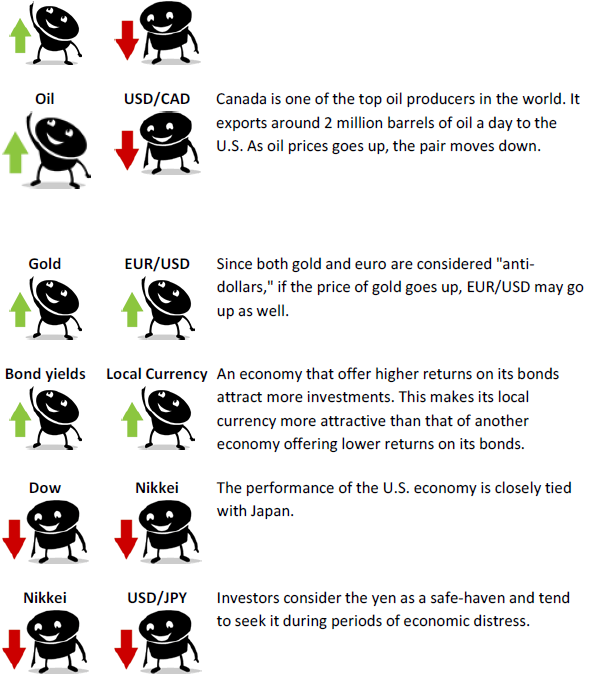 Oil USD/CAD Canada is one of the top oil producers in the world. It
exports around 2 million barrels of oil a day to the
U.S. As oil prices goes up, the pair moves down.
Gold EUR/USD Since both gold and euro are considered "anti-
dollars," if the price of gold goes up, EUR/USD may go
up as well.
Bond yields Local Currency An economy that offer higher returns on its bonds
attract more investments. This makes its local
currency more attractive than that of another
economy offering lower returns on its bonds.
Dow Nikkei The performance of the U.S. economy is closely tied
with Japan.
Nikkei USD/JPY Investors consider the yen as a safe-haven and tend
to seek it during periods of economic distress.